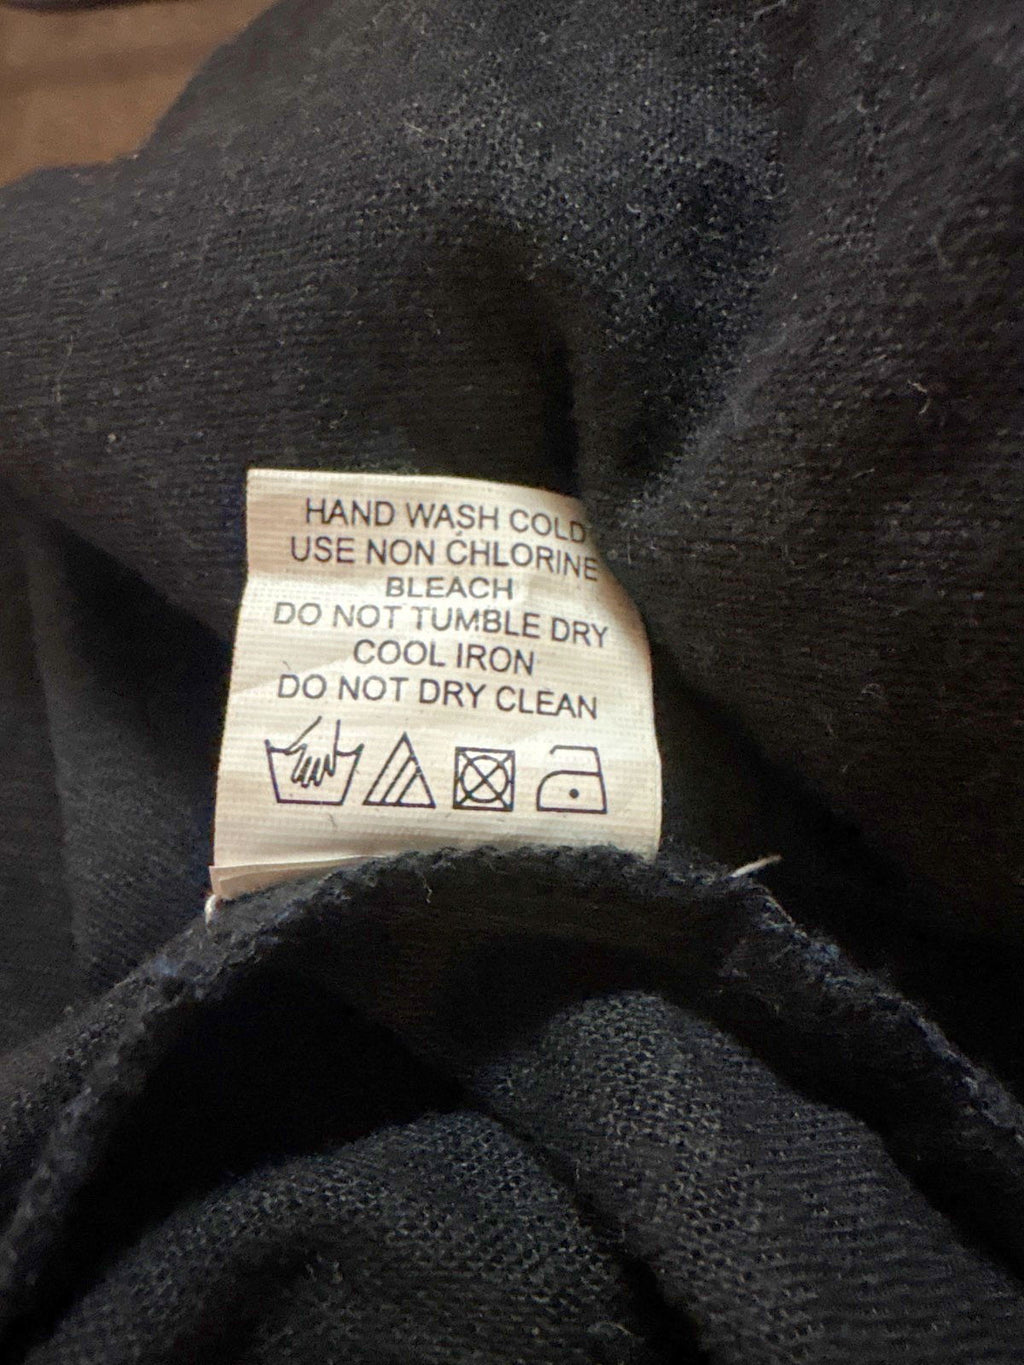 HAND WASH COLD
USE NON CHLORINE
BLEACH
DO NOT TUMBLE DRY
COOL IRON
DO NOT DRY CLEAN